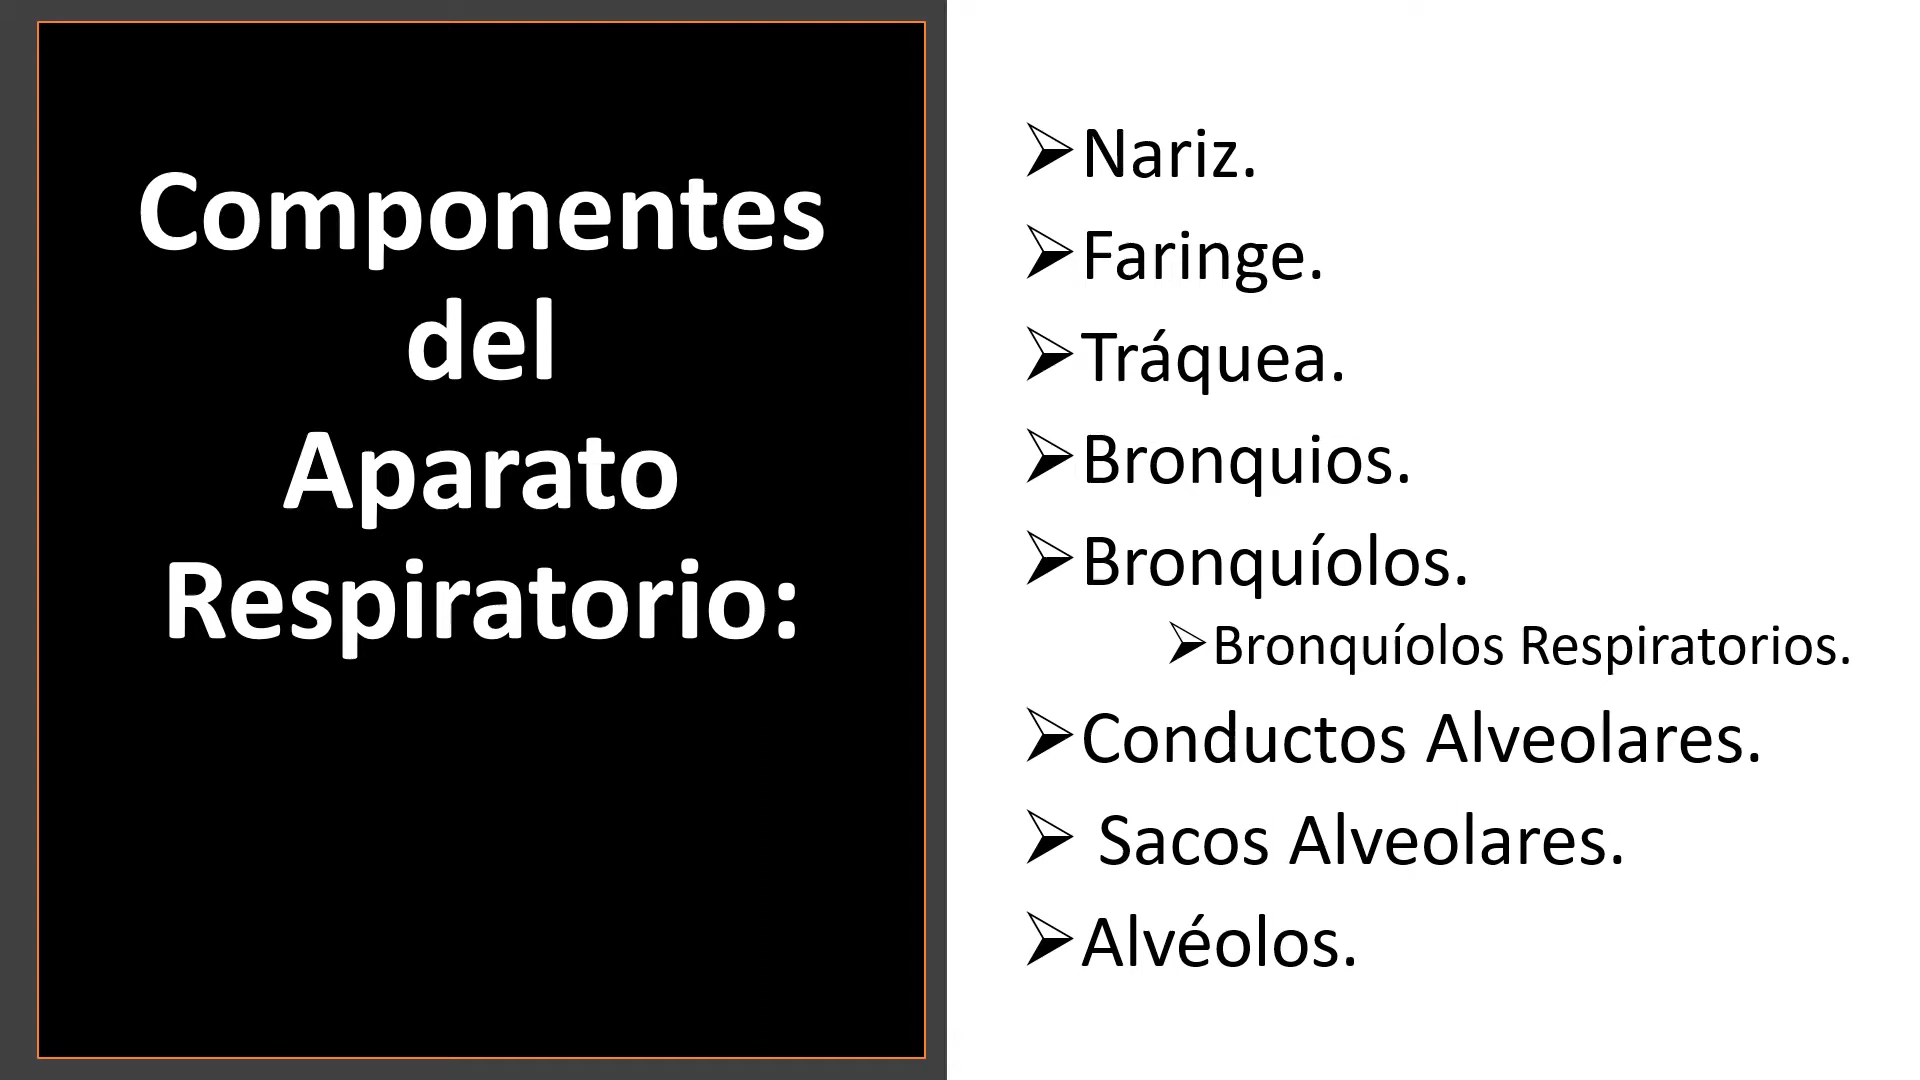 Componentes
del
Aparato
Respiratorio:
Nariz.
Faringe.
Tráquea.
Bronquios.
Bronquíolos.
Bronquíolos Respiratorios.
Conductos Alveolares.
Sacos Alveolares.
Alvéolos.